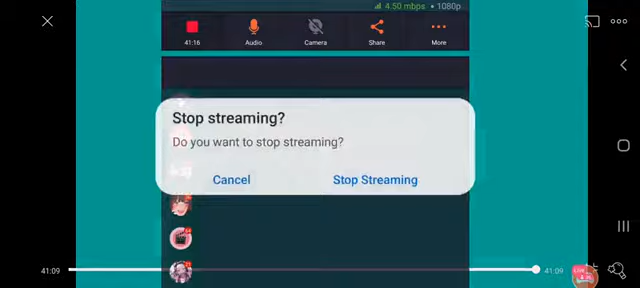 4.50 mbps • 1080p
41:16 Audio Camera Share More
Stop streaming?
Do you want to stop streaming?
Cancel Stop Streaming
41:09 41:09
Live